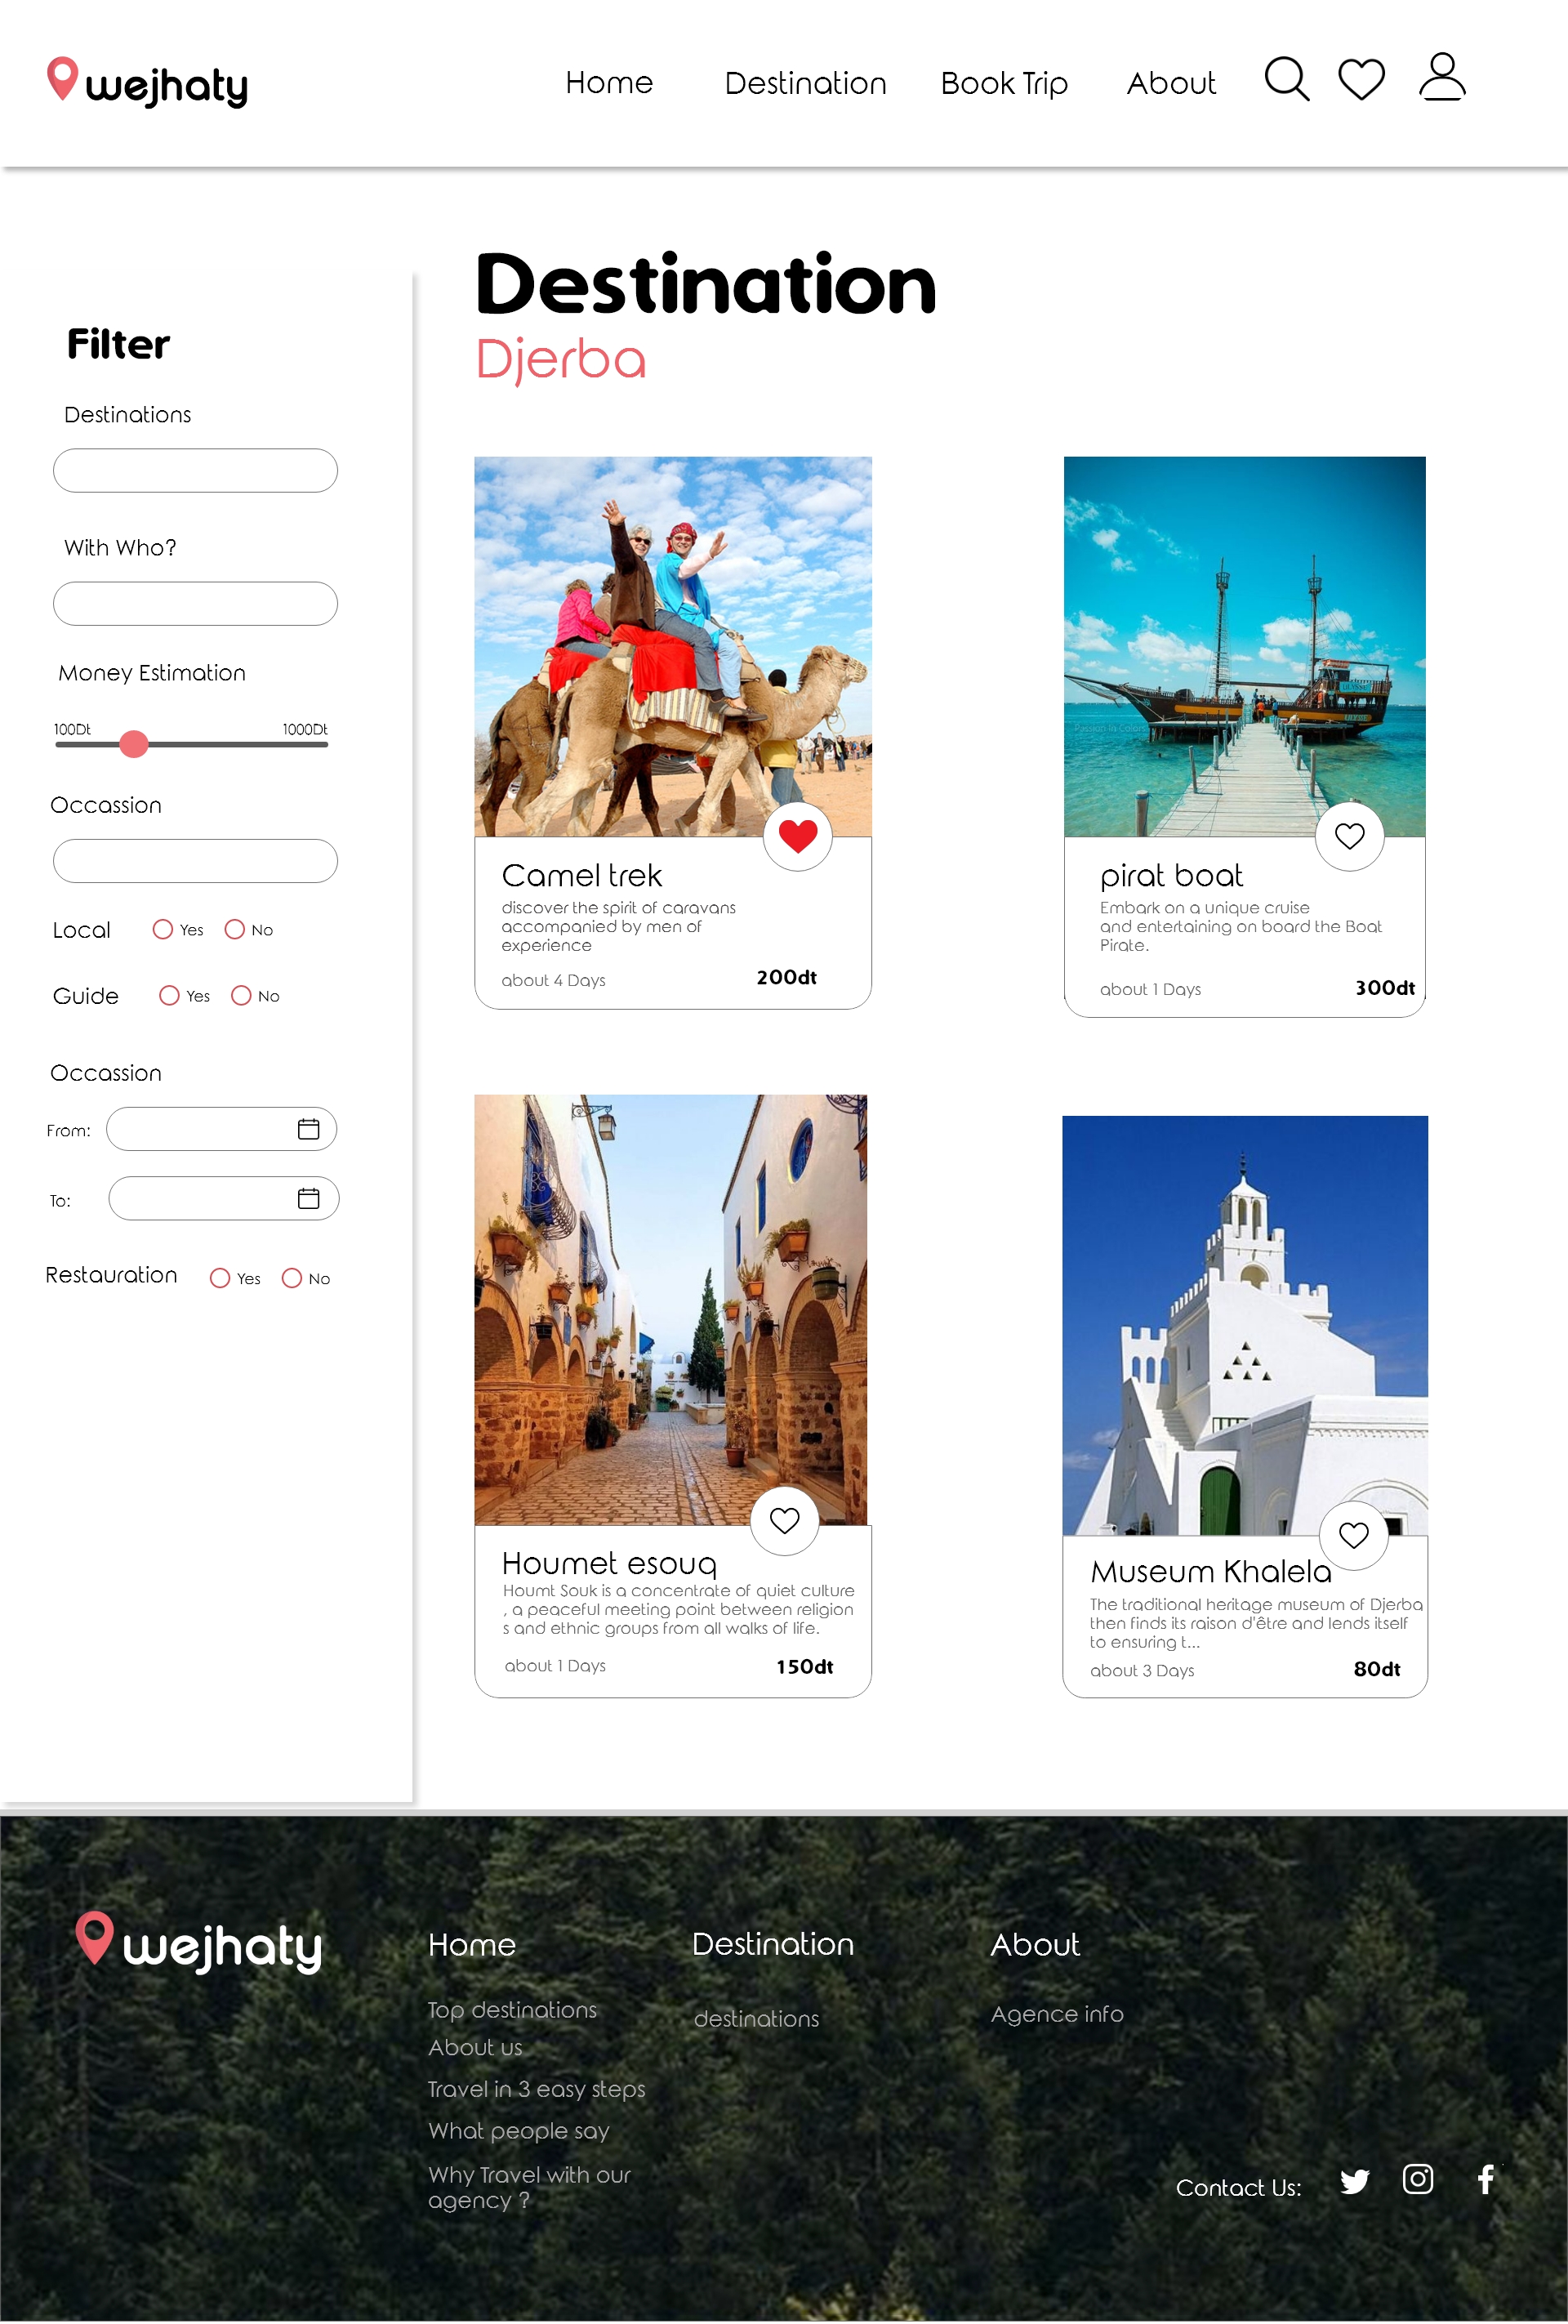 wejhaty
Home
Destination
Book Trip
About
Destination
Djerba
Filter
Destinations
With Who?
Money Estimation
100Dt
1000Dt
Occassion
Local
Yes
No
Guide
Yes
No
Occassion
From:
To:
Restauration
Yes
No
Camel trek
discover the spirit of caravans
accompanied by men of
experience
about 4 Days
200dt
pirat boat
Embark on a unique cruise
and entertaining on board the Boat
Pirate.
about 1 Days
300dt
Houmet esouq
Houmt Souk is a concentrate of quiet culture
, a peaceful meeting point between religion
s and ethnic groups from all walks of life.
about 1 Days
150dt
Museum Khalela
The traditional heritage museum of Djerba
then finds its raison d'être and lends itself
to ensuring t...
about 3 Days
80dt
wejhaty
Home
Top destinations
About us
Travel in 3 easy steps
What people say
Why Travel with our
agency ?
Destination
destinations
About
Agence info
Contact Us: